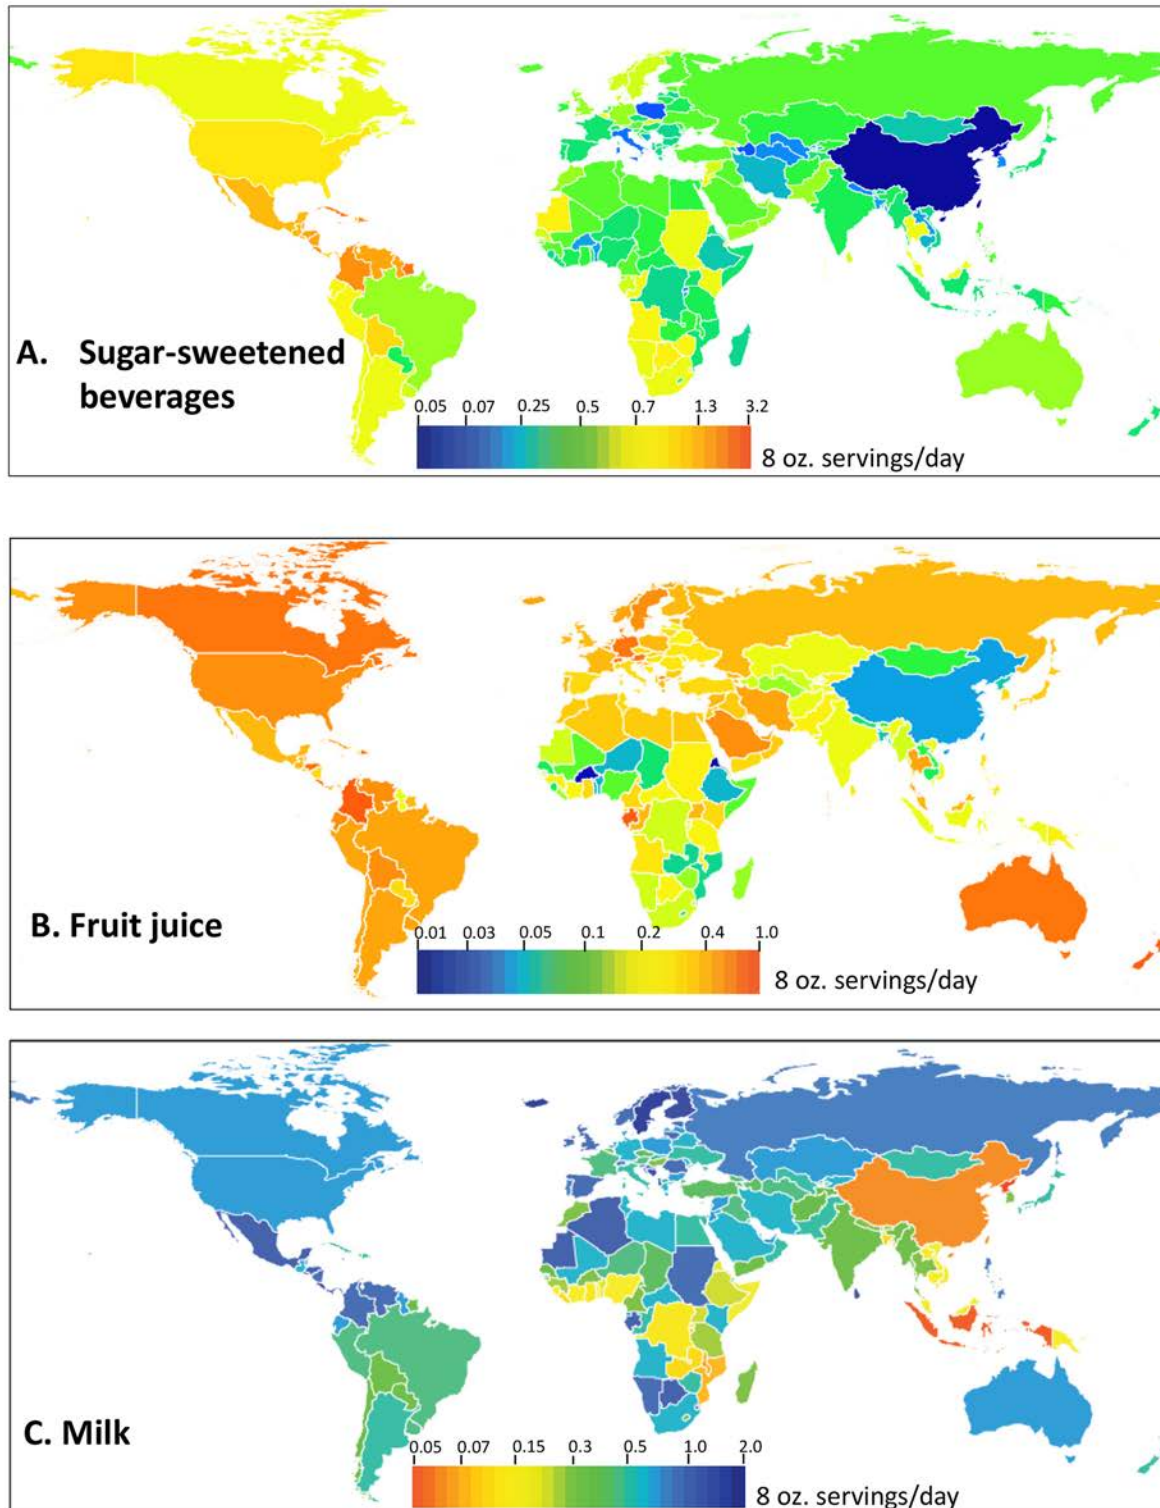 A. Sugar-sweetened
beverages
0.05 0.07 0.25 0.5 0.7 1.3 3.2
8 oz. servings/day
B. Fruit juice
0.01 0.03 0.05 0.1 0.2 0.4 1.0
8 oz. servings/day
C. Milk
0.05 0.07 0.15 0.3 0.5 1.0 2.0
8 oz. servings/day